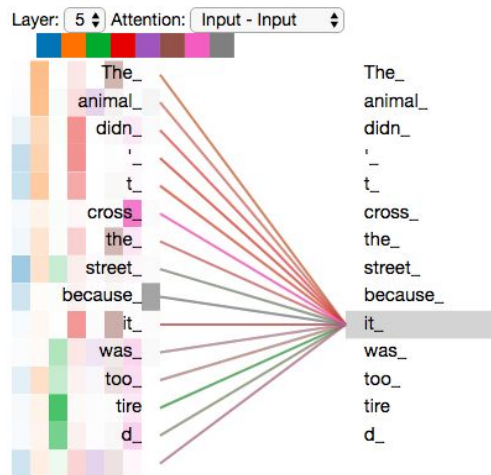 Layer: 5 Attention: Input - Input
The_ The_
animal_ animal_
didn_ didn_
'_ '_
t_ t_
cross_ cross_
the_ the_
street_ street_
because_ because_
it_ it_
was_ was_
too_ too_
tire tire
d_ d_